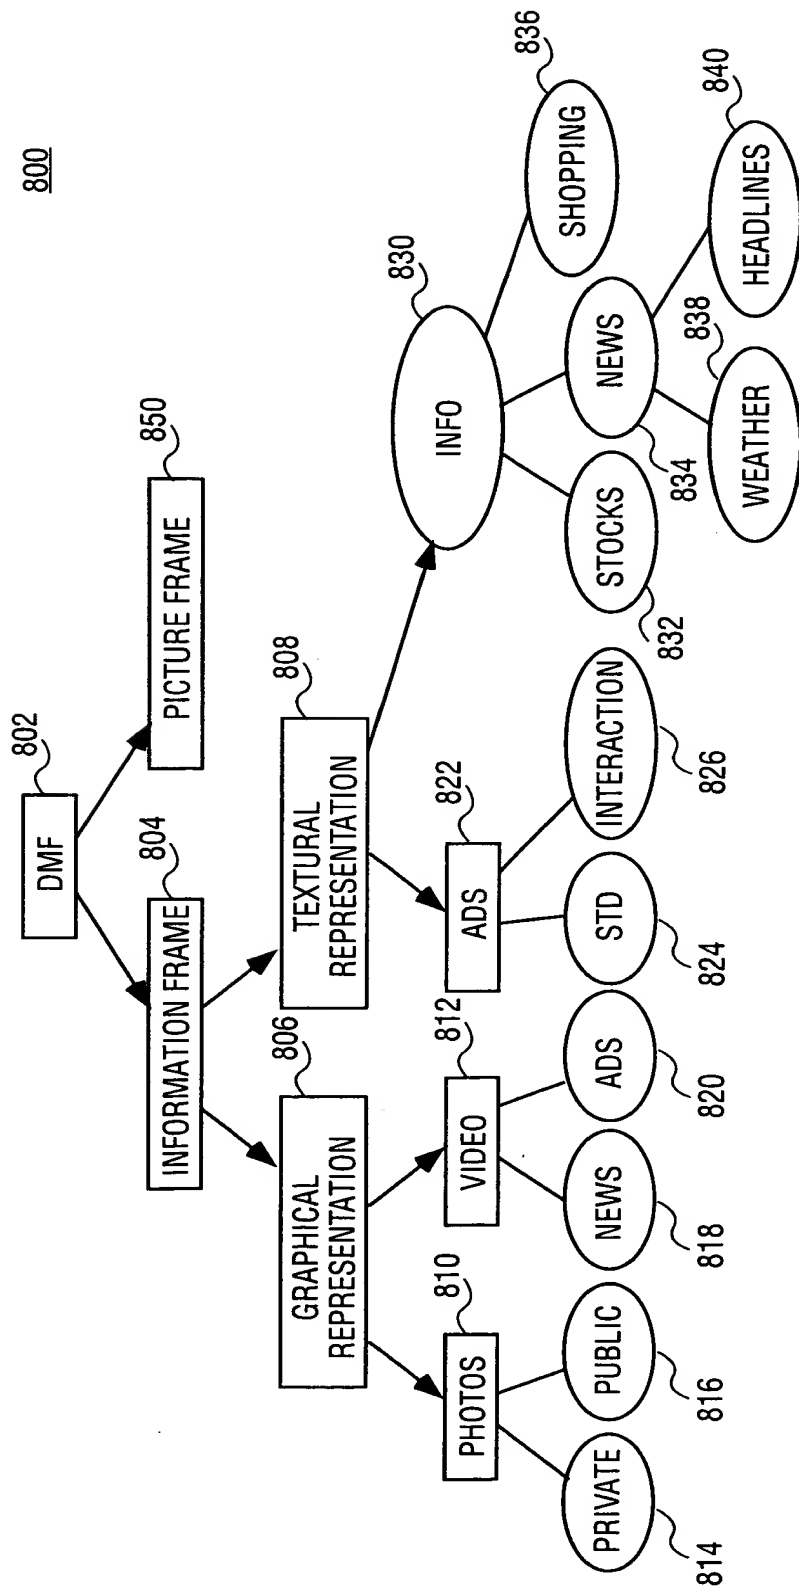 800
802
DMF
804
INFORMATION FRAME
850
PICTURE FRAME
806
GRAPHICAL
REPRESENTATION
808
TEXTURAL
REPRESENTATION
810
PHOTOS
812
VIDEO
822
ADS
830
INFO
PRIVATE
814
PUBLIC
816
NEWS
818
ADS
820
STD
824
INTERACTION
826
STOCKS
832
NEWS
834
SHOPPING
836
WEATHER
838
HEADLINES
840